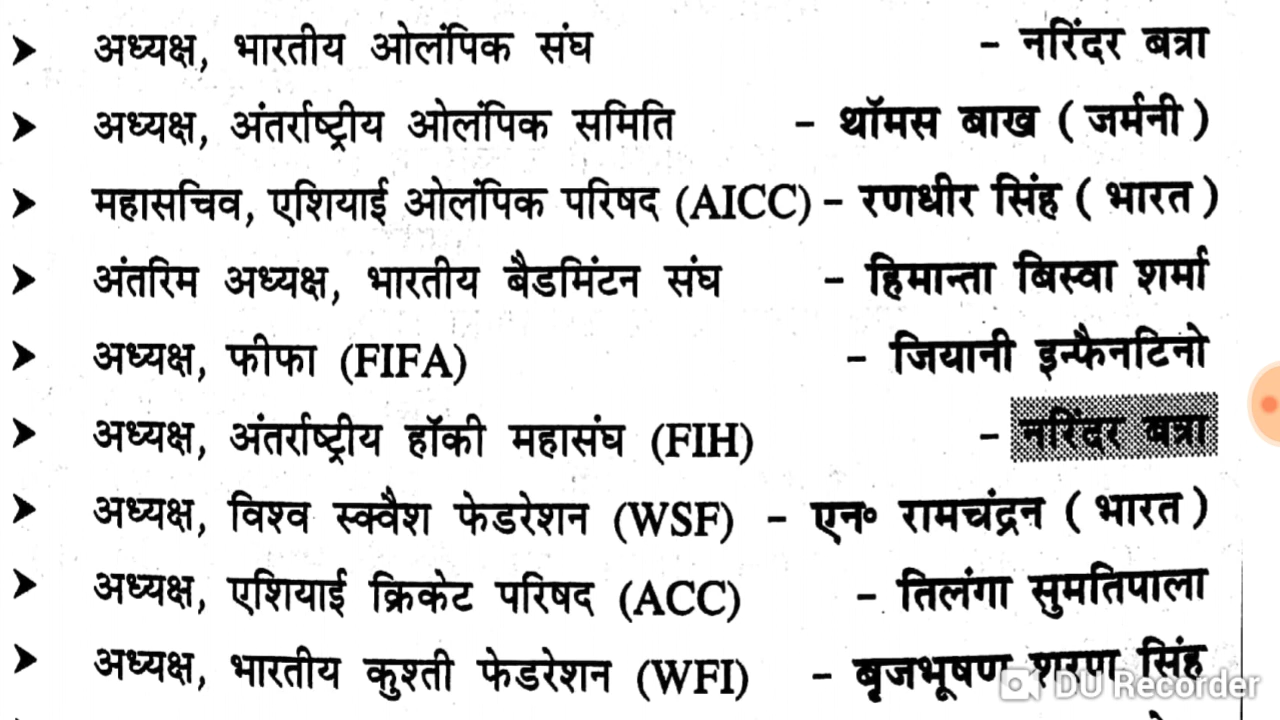 ➤ अध्यक्ष, भारतीय ओलंपिक संघ – नरिंदर बत्रा
➤ अध्यक्ष, अंतर्राष्ट्रीय ओलंपिक समिति – थॉमस बाख ( जर्मनी )
➤ महासचिव, एशियाई ओलंपिक परिषद (AICC) – रणधीर सिंह ( भारत )
➤ अंतरिम अध्यक्ष, भारतीय बैडमिंटन संघ – हिमान्ता बिस्वा शर्मा
➤ अध्यक्ष, फीफा (FIFA) – जियानी इन्फैनटिनो
➤ अध्यक्ष, अंतर्राष्ट्रीय हॉकी महासंघ (FIH) – नरिंदर बत्रा
➤ अध्यक्ष, विश्व स्क्वैश फेडरेशन (WSF) – एन॰ रामचंद्रन ( भारत )
➤ अध्यक्ष, एशियाई क्रिकेट परिषद (ACC) – तिलंगा सुमतिपाला
➤ अध्यक्ष, भारतीय कुश्ती फेडरेशन (WFI) – बृजभूषण शरण सिंह
DU Recorder